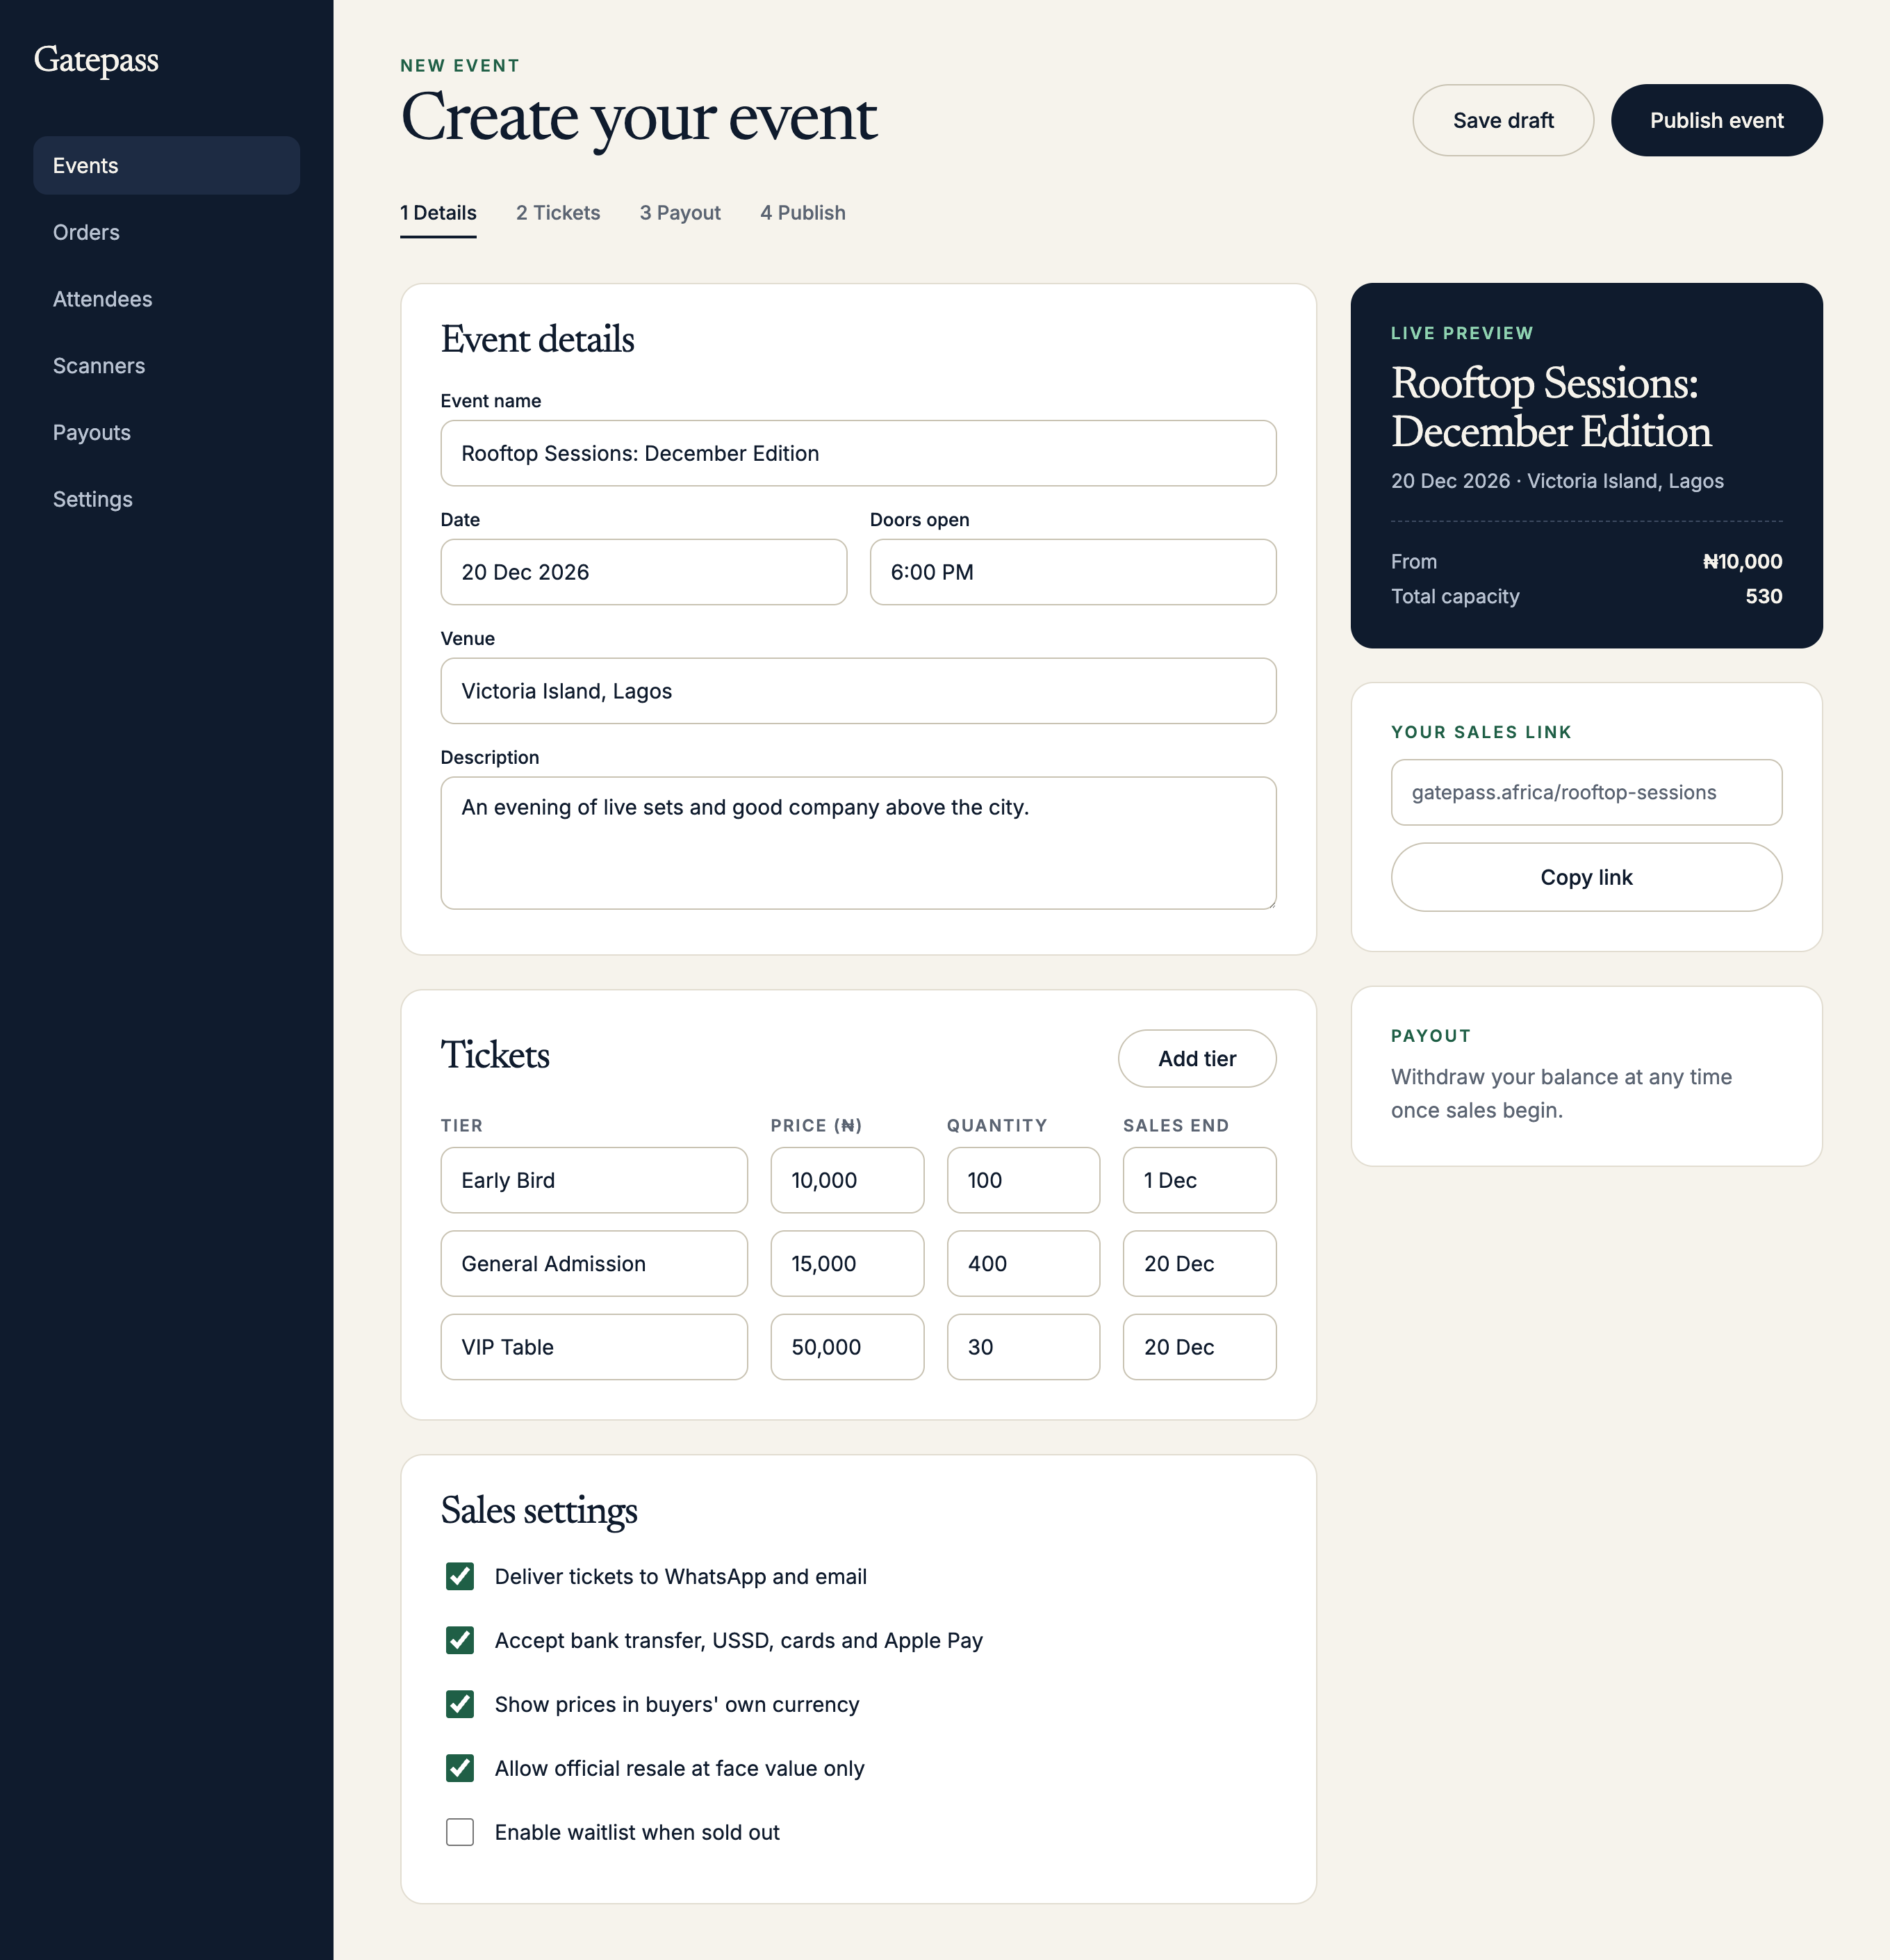 Gatepass
Events
Orders
Attendees
Scanners
Payouts
Settings
NEW EVENT
Create your event
Save draft
Publish event
1 Details
2 Tickets
3 Payout
4 Publish
Event details
Event name
Rooftop Sessions: December Edition
Date
Doors open
20 Dec 2026
6:00 PM
Venue
Victoria Island, Lagos
Description
An evening of live sets and good company above the city.
Tickets
Add tier
TIER
PRICE (₦)
QUANTITY
SALES END
Early Bird
10,000
100
1 Dec
General Admission
15,000
400
20 Dec
VIP Table
50,000
30
20 Dec
Sales settings
Deliver tickets to WhatsApp and email
Accept bank transfer, USSD, cards and Apple Pay
Show prices in buyers' own currency
Allow official resale at face value only
Enable waitlist when sold out
LIVE PREVIEW
Rooftop Sessions:
December Edition
20 Dec 2026 · Victoria Island, Lagos
From
₦10,000
Total capacity
530
YOUR SALES LINK
gatepass.africa/rooftop-sessions
Copy link
PAYOUT
Withdraw your balance at any time
once sales begin.